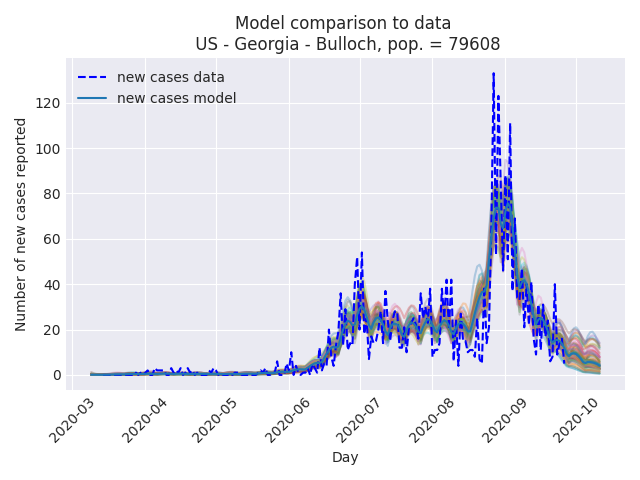 Model comparison to data
US - Georgia - Bulloch, pop. = 79608
new cases data
new cases model
Number of new cases reported
120
100
80
60
40
20
0
2020-03
2020-04
2020-05
2020-06
2020-07
2020-08
2020-09
2020-10
Day